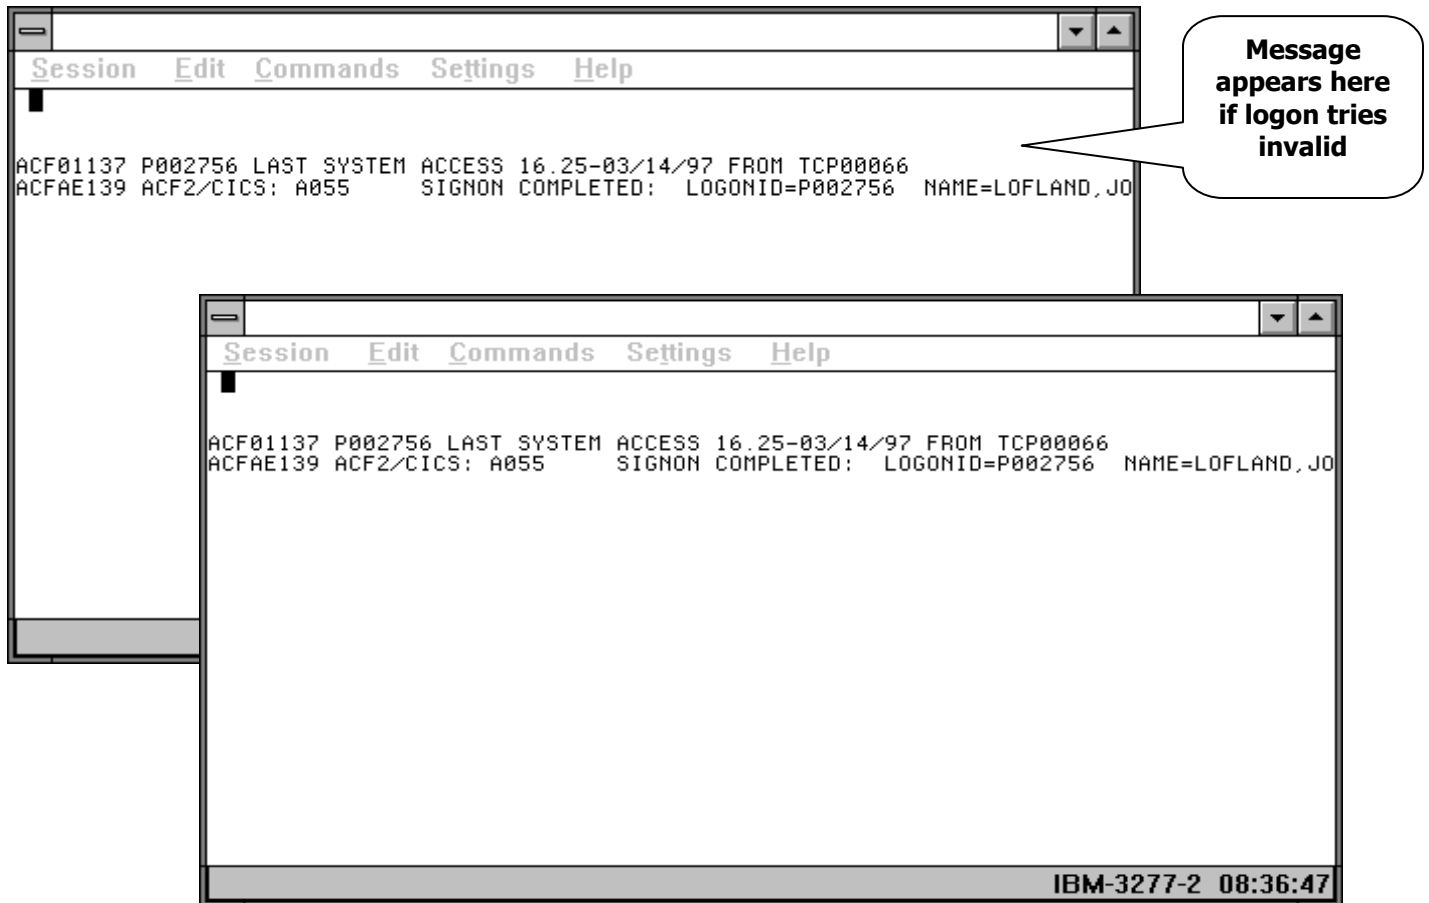 Session Edit Commands Settings Help
ACF01137 P002756 LAST SYSTEM ACCESS 16.25-03/14/97 FROM TCP00066
ACFAE139 ACF2/CICS: A055 SIGNON COMPLETED: LOGONID=P002756 NAME=LOFLAND,JO
Message
appears here
if logon tries
invalid
Session Edit Commands Settings Help
ACF01137 P002756 LAST SYSTEM ACCESS 16.25-03/14/97 FROM TCP00066
ACFAE139 ACF2/CICS: A055 SIGNON COMPLETED: LOGONID=P002756 NAME=LOFLAND,JO
IBM-3277-2 08:36:47